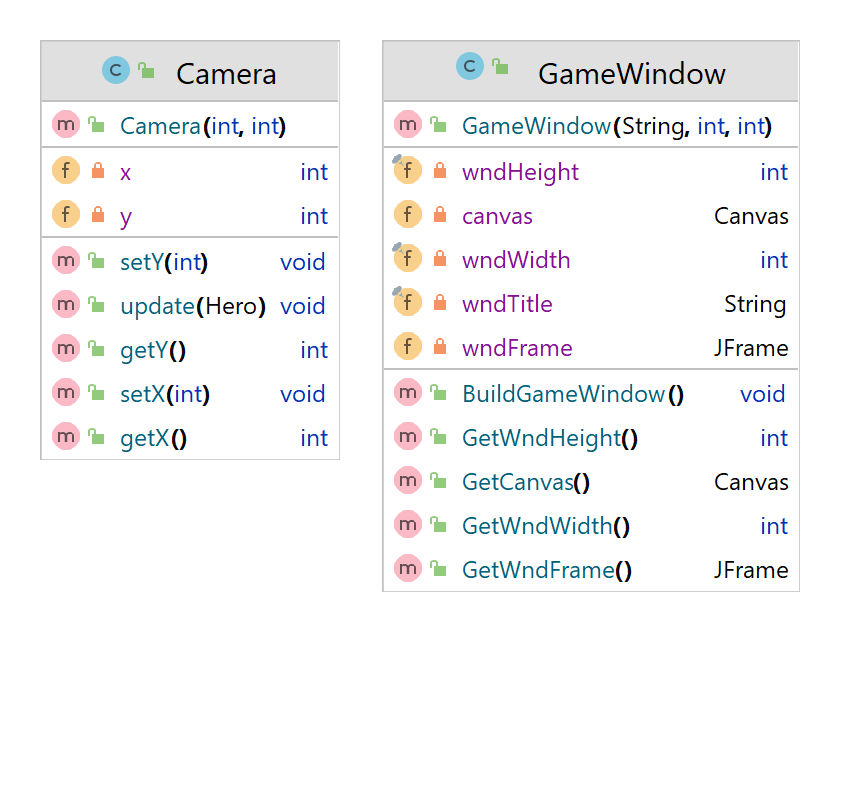 C Camera
m Camera(int, int)
f x int
f y int
m setY(int) void
m update(Hero) void
m getY() int
m setX(int) void
m getX() int
C GameWindow
m GameWindow(String, int, int)
f wndHeight int
f canvas Canvas
f wndWidth int
f wndTitle String
f wndFrame JFrame
m BuildGameWindow() void
m GetWndHeight() int
m GetCanvas() Canvas
m GetWndWidth() int
m GetWndFrame() JFrame